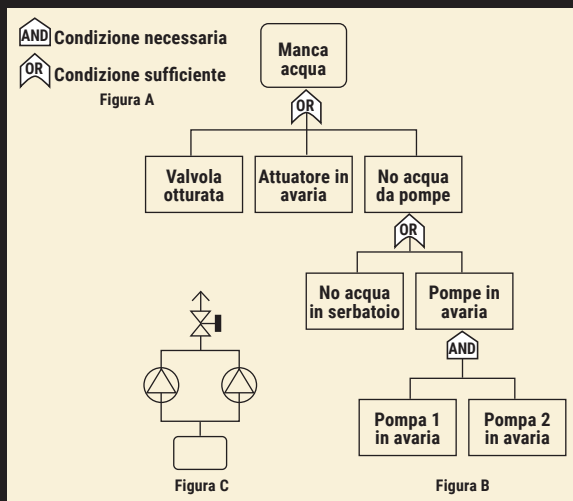 AND Condizione necessaria
OR Condizione sufficiente
Figura A
Manca
acqua
OR
Valvola
otturata
Attuatore in
avaria
No acqua
da pompe
OR
No acqua
in serbatoio
Pompe in
avaria
AND
Pompa 1
in avaria
Pompa 2
in avaria
Figura C
Figura B